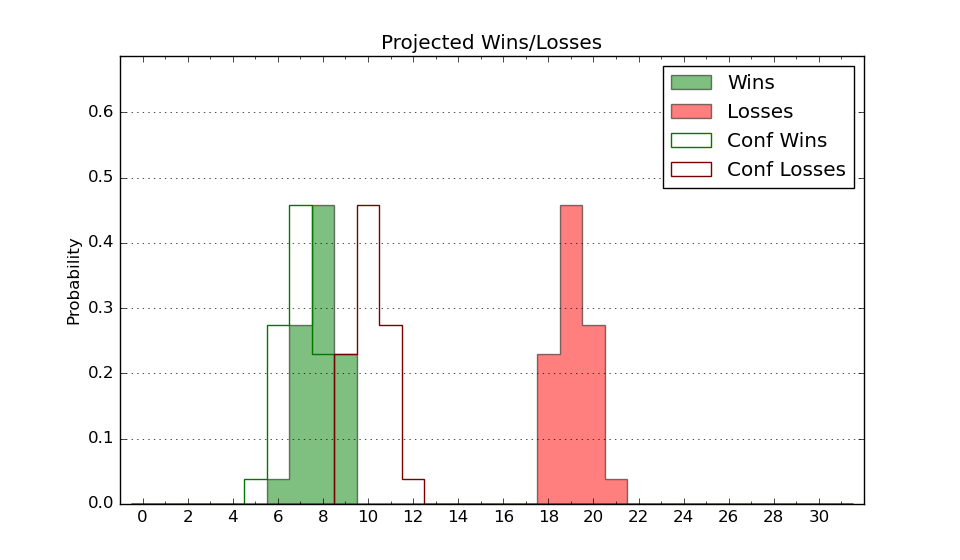 Projected Wins/Losses
Wins
Losses
Conf Wins
Conf Losses
Probability
0.6
0.5
0.4
0.3
0.2
0.1
0.0
0 2 4 6 8 10 12 14 16 18 20 22 24 26 28 30